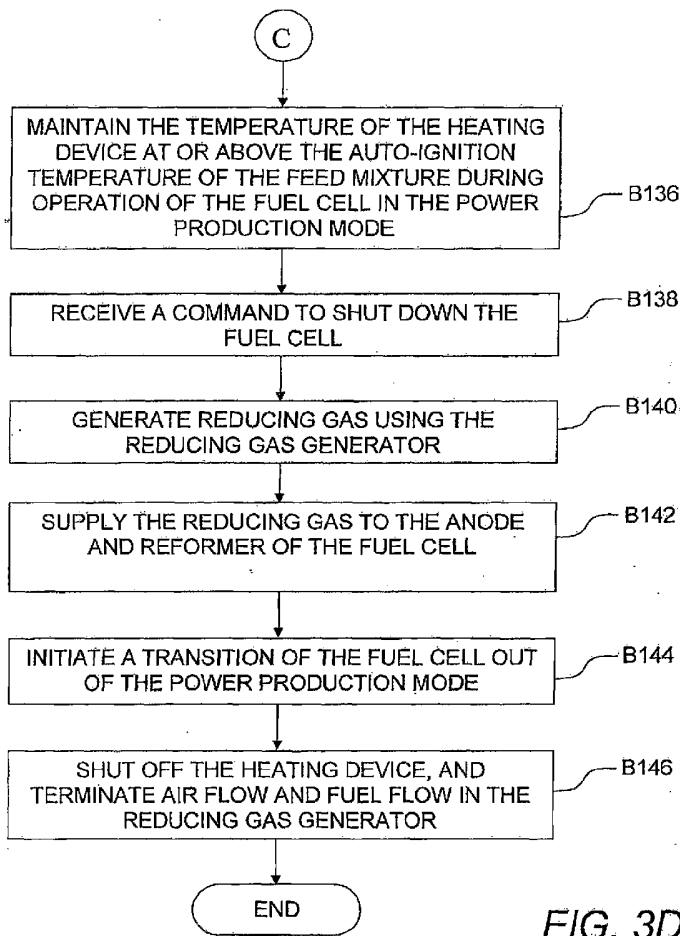 C
MAINTAIN THE TEMPERATURE OF THE HEATING
DEVICE AT OR ABOVE THE AUTO-IGNITION
TEMPERATURE OF THE FEED MIXTURE DURING
OPERATION OF THE FUEL CELL IN THE POWER
PRODUCTION MODE
B136
RECEIVE A COMMAND TO SHUT DOWN THE
FUEL CELL
B138
GENERATE REDUCING GAS USING THE
REDUCING GAS GENERATOR
B140
SUPPLY THE REDUCING GAS TO THE ANODE
AND REFORMER OF THE FUEL CELL
B142
INITIATE A TRANSITION OF THE FUEL CELL OUT
OF THE POWER PRODUCTION MODE
B144
SHUT OFF THE HEATING DEVICE, AND
TERMINATE AIR FLOW AND FUEL FLOW IN THE
REDUCING GAS GENERATOR
B146
END
FIG. 3D